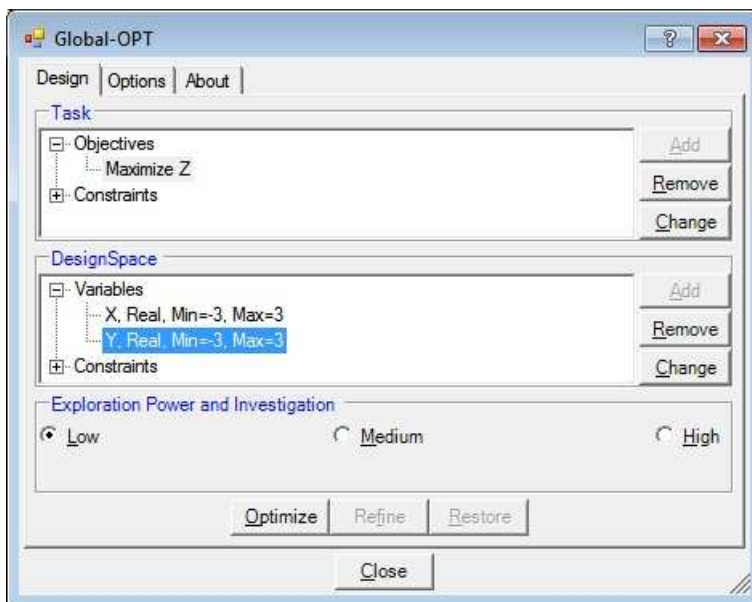 Global-OPT
Design Options About
Task
Objectives
Maximize Z
Constraints
Add
Remove
Change
DesignSpace
Variables
X, Real, Min=-3, Max=3
Y, Real, Min=-3, Max=3
Constraints
Add
Remove
Change
Exploration Power and Investigation
Low Medium High
Optimize Refine Restore
Close